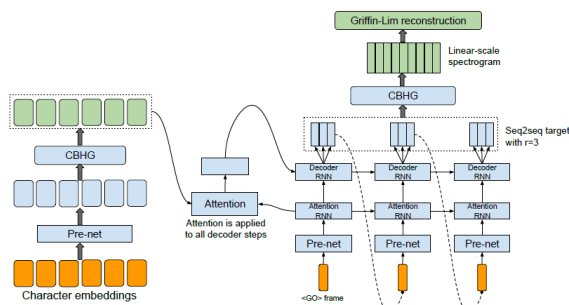 Griffin-Lim reconstruction
Linear-scale
spectrogram
CBHG
Seq2seq target
with r=3
CBHG
Decoder
RNN
Decoder
RNN
Decoder
RNN
Attention
Attention
RNN
Attention
RNN
Attention
RNN
Attention is applied
to all decoder steps
Pre-net
Pre-net
Pre-net
Pre-net
<GO> frame
Character embeddings